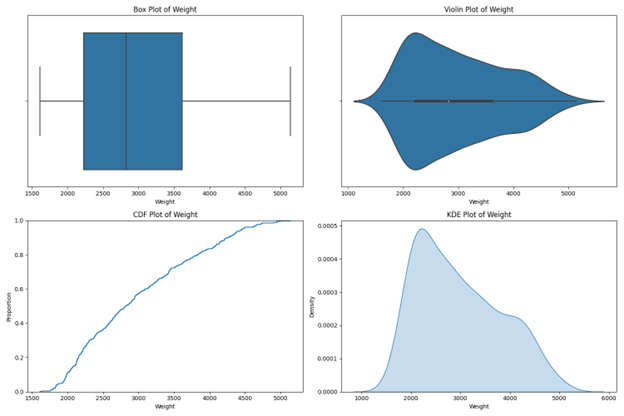 Box Plot of Weight
1500 2000 2500 3000 3500 4000 4500 5000
Weight
Violin Plot of Weight
1000 2000 3000 4000 5000
Weight
CDF Plot of Weight
Proportion
1.0
0.8
0.6
0.4
0.2
0.0
1500 2000 2500 3000 3500 4000 4500 5000
Weight
KDE Plot of Weight
Density
0.0005
0.0004
0.0003
0.0002
0.0001
0.0000
1000 2000 3000 4000 5000 6000
Weight